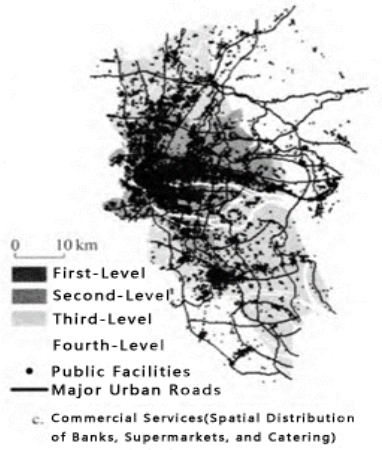 0 10 km
First-Level
Second-Level
Third-Level
Fourth-Level
Public Facilities
Major Urban Roads
c. Commercial Services(Spatial Distribution
of Banks, Supermarkets, and Catering)